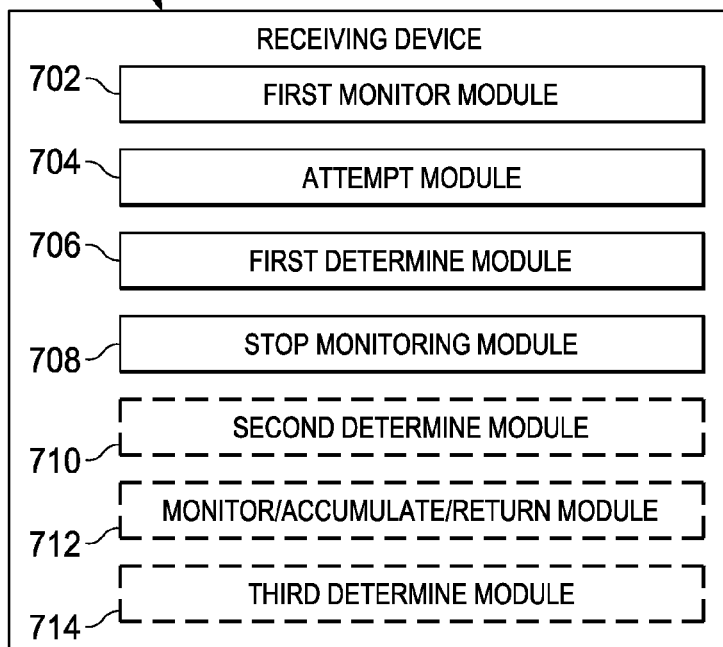 RECEIVING DEVICE
702 FIRST MONITOR MODULE
704 ATTEMPT MODULE
706 FIRST DETERMINE MODULE
708 STOP MONITORING MODULE
710 SECOND DETERMINE MODULE
712 MONITOR/ACCUMULATE/RETURN MODULE
714 THIRD DETERMINE MODULE